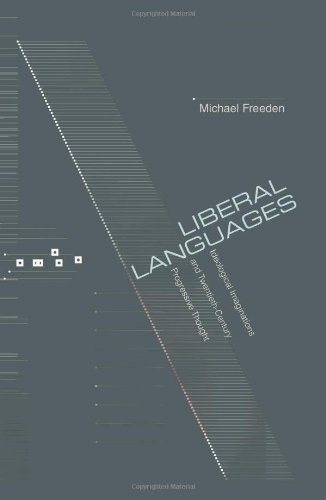 Michael Freeden
LIBERAL
LANGUAGES
Ideological Imaginations
and Twentieth-Century
Progressive Thought